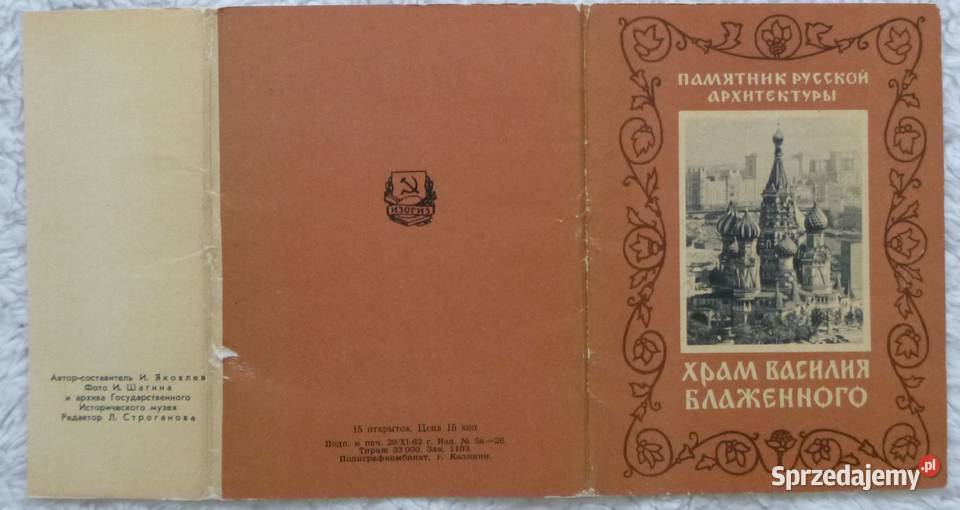 Автор-составитель И. Яковлев
Фото И. Шагина
и архива Государственного
Исторического музея
Редактор Л. Строганова
ИЗОГИЗ
15 открыток. Цена 15 коп.
Подп. к печ. 29/XI-62 г. Изд. № 5а—26.
Тираж 33 000. Зак. 1103.
Полиграфкомбинат, г. Калинин.
ПАМЯТНИК РУССКОЙ
АРХИТЕКТУРЫ
ХРАМ ВАСИЛИЯ
БЛАЖЕННОГО
Sprzedajemy.pl